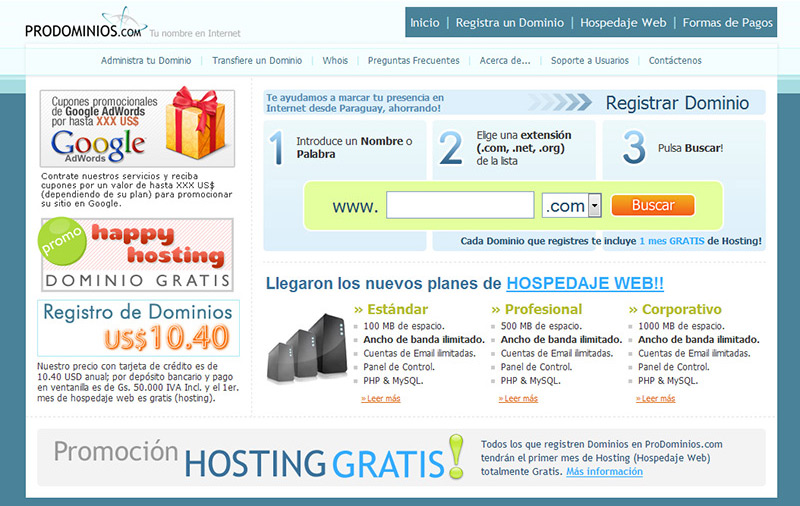 PRODOMINIOS.COM Tu nombre en Internet
Inicio | Registra un Dominio | Hospedaje Web | Formas de Pagos
Administra tu Dominio | Transfiere un Dominio | Whois | Preguntas Frecuentes | Acerca de... | Soporte a Usuarios | Contáctenos
Cupones promocionales
de Google AdWords
por hasta XXX US$
Google
AdWords
Contrate nuestros servicios y reciba
cupones por un valor de hasta XXX US$
(dependiendo de su plan) para promocionar
su sitio en Google.
promo
happy
hosting
DOMINIO GRATIS
Registro de Dominios
US$10.40
Nuestro precio con tarjeta de crédito es de
10.40 USD anual; por depósito bancario y pago
en ventanilla es de Gs. 50.000 IVA Incl. y el 1er.
mes de hospedaje web es gratis (hosting).
Te ayudamos a marcar tu presencia en
Internet desde Paraguay, ahorrando!
Registrar Dominio
1 Introduce un Nombre o
Palabra
2 Elige una extensión
(.com, .net, .org)
de la lista
3 Pulsa Buscar!
www. .com Buscar
Cada Dominio que registres te incluye 1 mes GRATIS de Hosting!
Llegaron los nuevos planes de HOSPEDAJE WEB!!
» Estándar
100 MB de espacio.
Ancho de banda ilimitado.
Cuentas de Email ilimitadas.
Panel de Control.
PHP & MySQL.
» Leer más
» Profesional
500 MB de espacio.
Ancho de banda ilimitado.
Cuentas de Email ilimitadas.
Panel de Control.
PHP & MySQL.
» Leer más
» Corporativo
1000 MB de espacio.
Ancho de banda ilimitado.
Cuentas de Email ilimitadas.
Panel de Control.
PHP & MySQL.
» Leer más
Promoción HOSTING GRATIS!
Todos los que registren Dominios en ProDominios.com
tendrán el primer mes de Hosting (Hospedaje Web)
totalmente Gratis. Más información